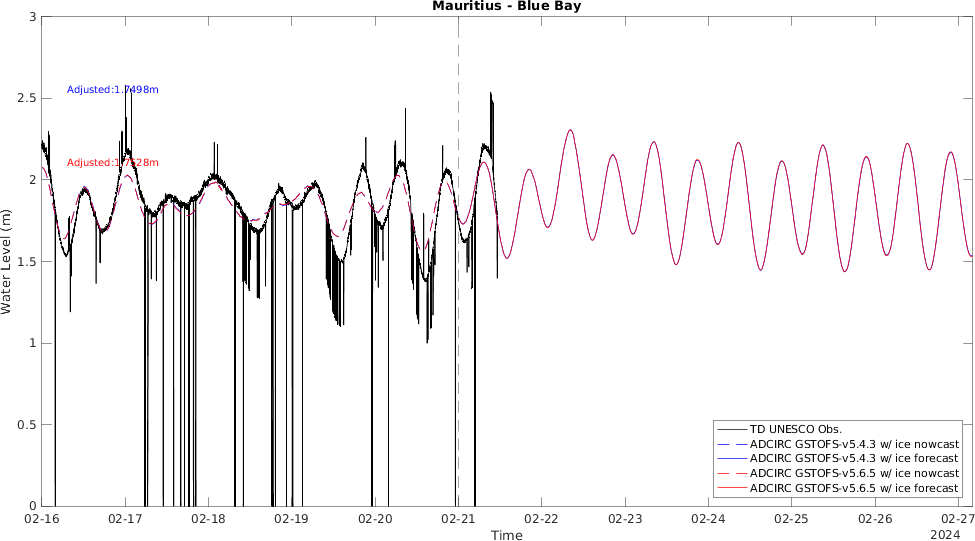 Mauritius - Blue Bay
3
2.5
2
1.5
1
0.5
0
Water Level (m)
Adjusted:1.7498m
02-16
02-17
02-18
02-19
02-20
02-21
02-22
02-23
02-24
02-25
02-26
02-27
Time
2024
TD UNESCO Obs.
ADCIRC GSTOFS-v5.4.3 w/ ice nowcast
ADCIRC GSTOFS-v5.4.3 w/ ice forecast
ADCIRC GSTOFS-v5.6.5 w/ ice nowcast
ADCIRC GSTOFS-v5.6.5 w/ ice forecast